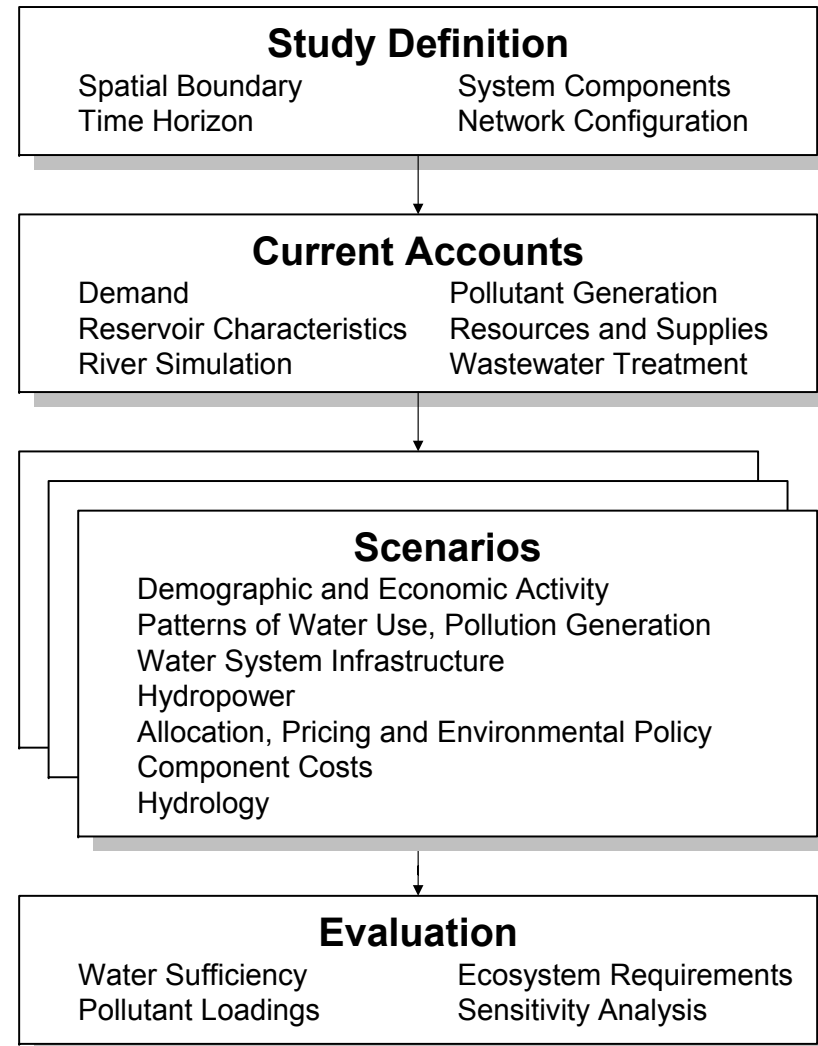 Study Definition
Spatial Boundary
System Components
Time Horizon
Network Configuration
Current Accounts
Demand
Pollutant Generation
Reservoir Characteristics
Resources and Supplies
River Simulation
Wastewater Treatment
Scenarios
Demographic and Economic Activity
Patterns of Water Use, Pollution Generation
Water System Infrastructure
Hydropower
Allocation, Pricing and Environmental Policy
Component Costs
Hydrology
Evaluation
Water Sufficiency
Ecosystem Requirements
Pollutant Loadings
Sensitivity Analysis